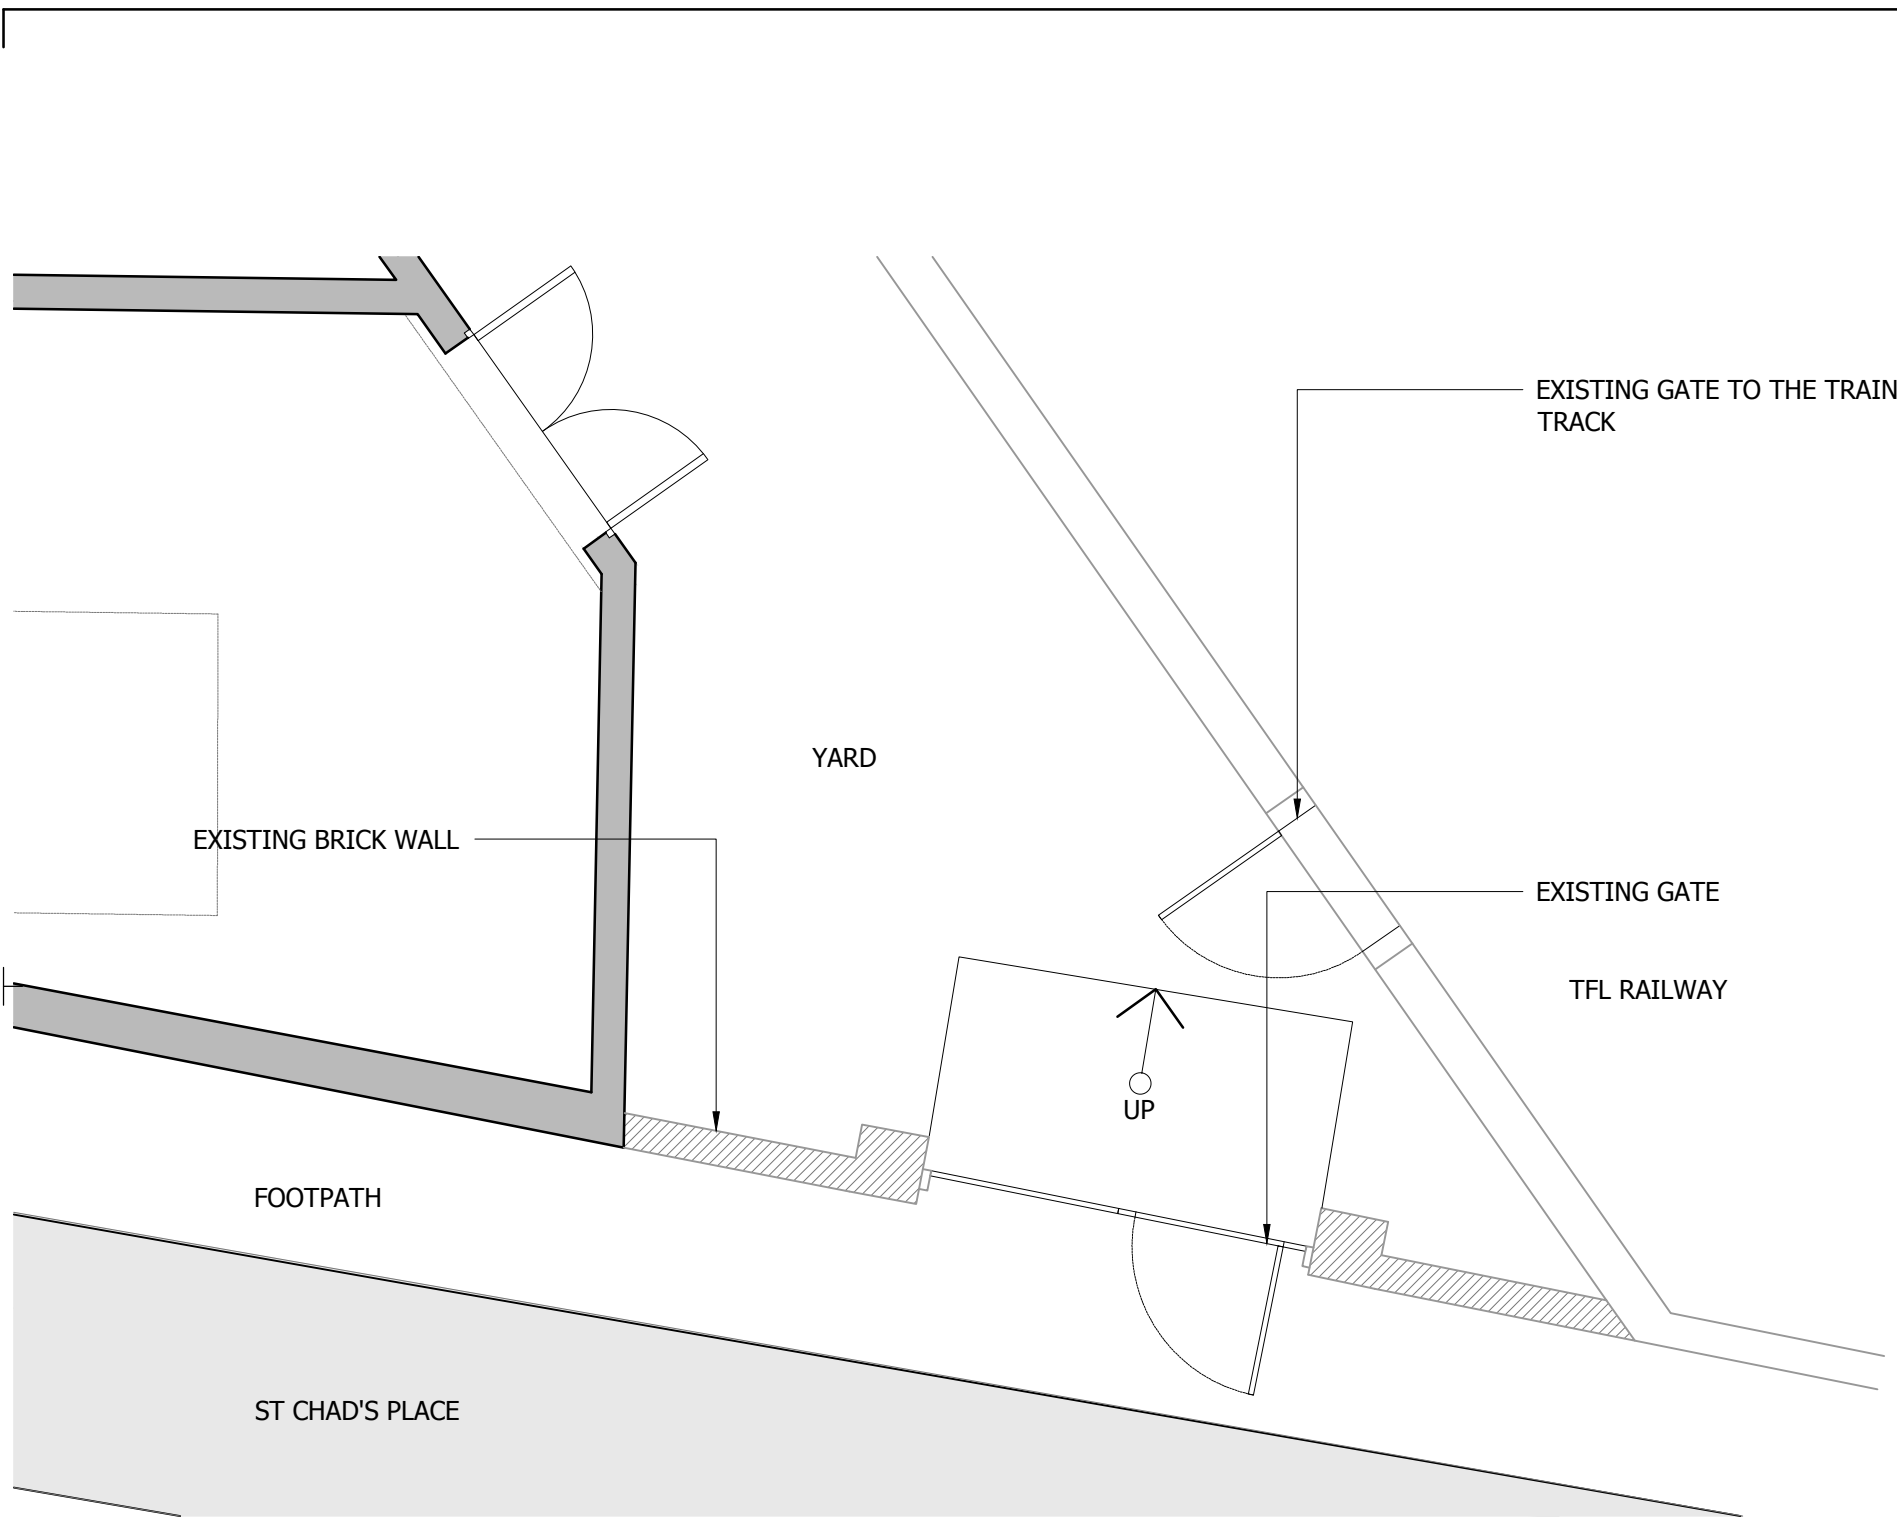 EXISTING GATE TO THE TRAIN
TRACK
YARD
EXISTING BRICK WALL
EXISTING GATE
TFL RAILWAY
UP
FOOTPATH
ST CHAD'S PLACE